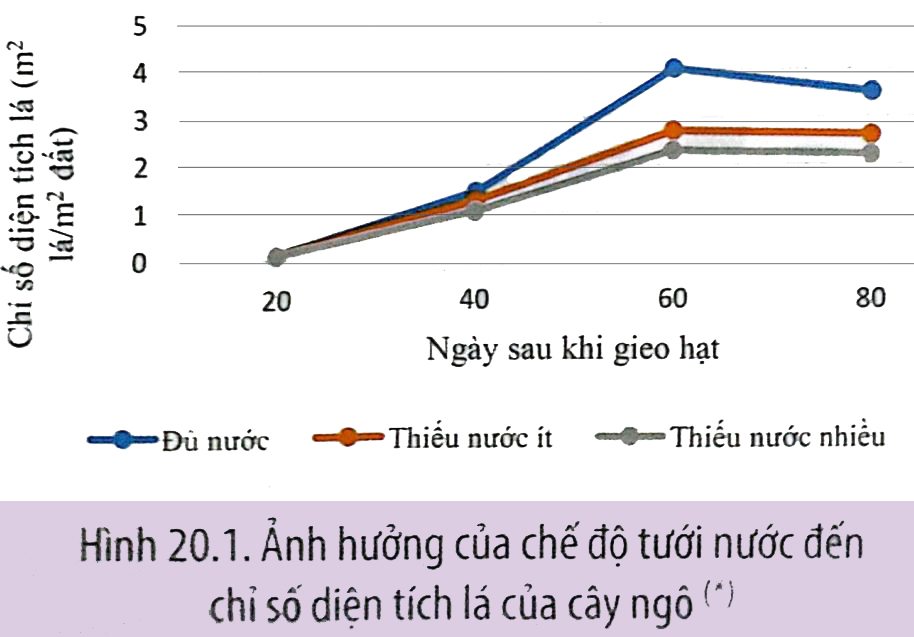 Chỉ số diện tích lá (m²
lá/m² đất)
5
4
3
2
1
0
20 40 60 80
Ngày sau khi gieo hạt
Đủ nước Thiếu nước ít Thiếu nước nhiều
Hình 20.1. Ảnh hưởng của chế độ tưới nước đến
chỉ số diện tích lá của cây ngô (*)